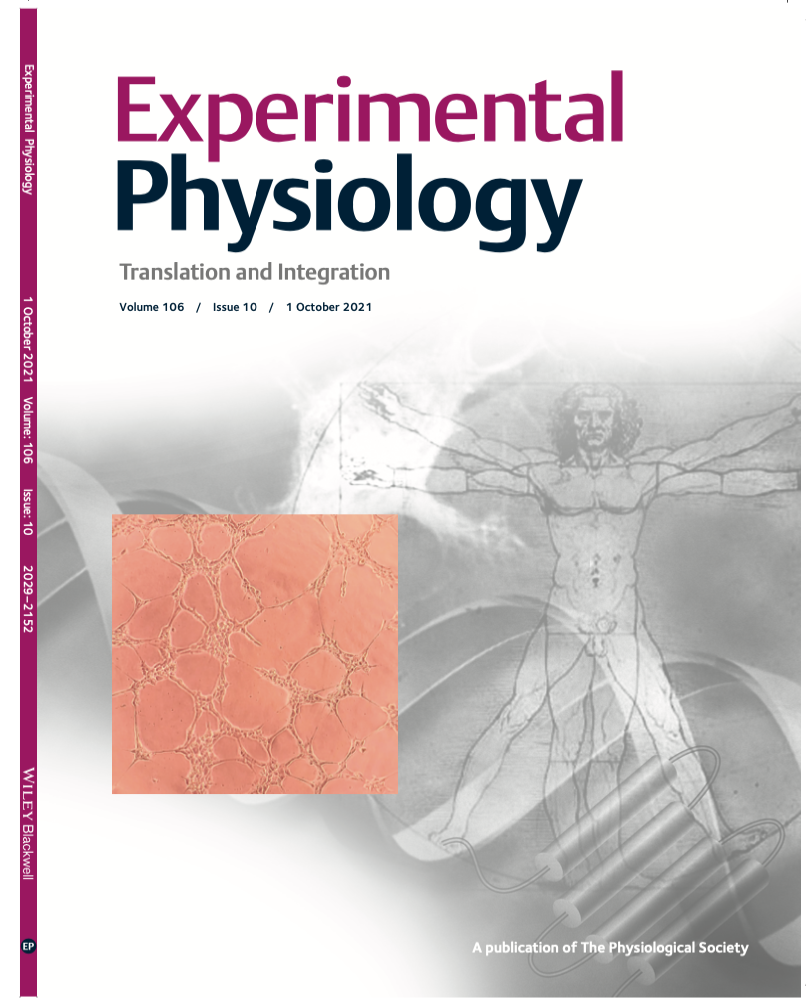 Experimental Physiology
1 October 2021 Volume: 106 Issue: 10 2029–2152
WILEY Blackwell
EP
Experimental
Physiology
Translation and Integration
Volume 106 / Issue 10 / 1 October 2021
A publication of The Physiological Society